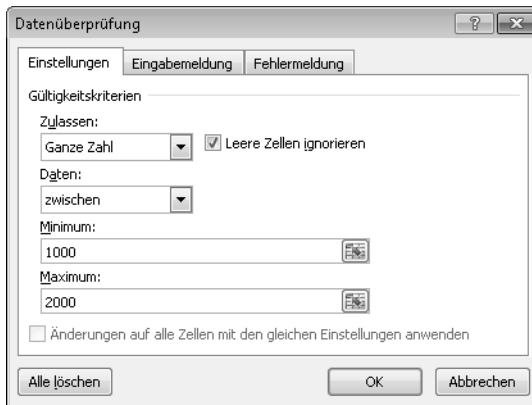 Datenüberprüfung
Einstellungen Eingabemeldung Fehlermeldung
Gültigkeitskriterien
Zulassen:
Ganze Zahl Leere Zellen ignorieren
Daten:
zwischen
Minimum:
1000
Maximum:
2000
Änderungen auf alle Zellen mit den gleichen Einstellungen anwenden
Alle löschen OK Abbrechen